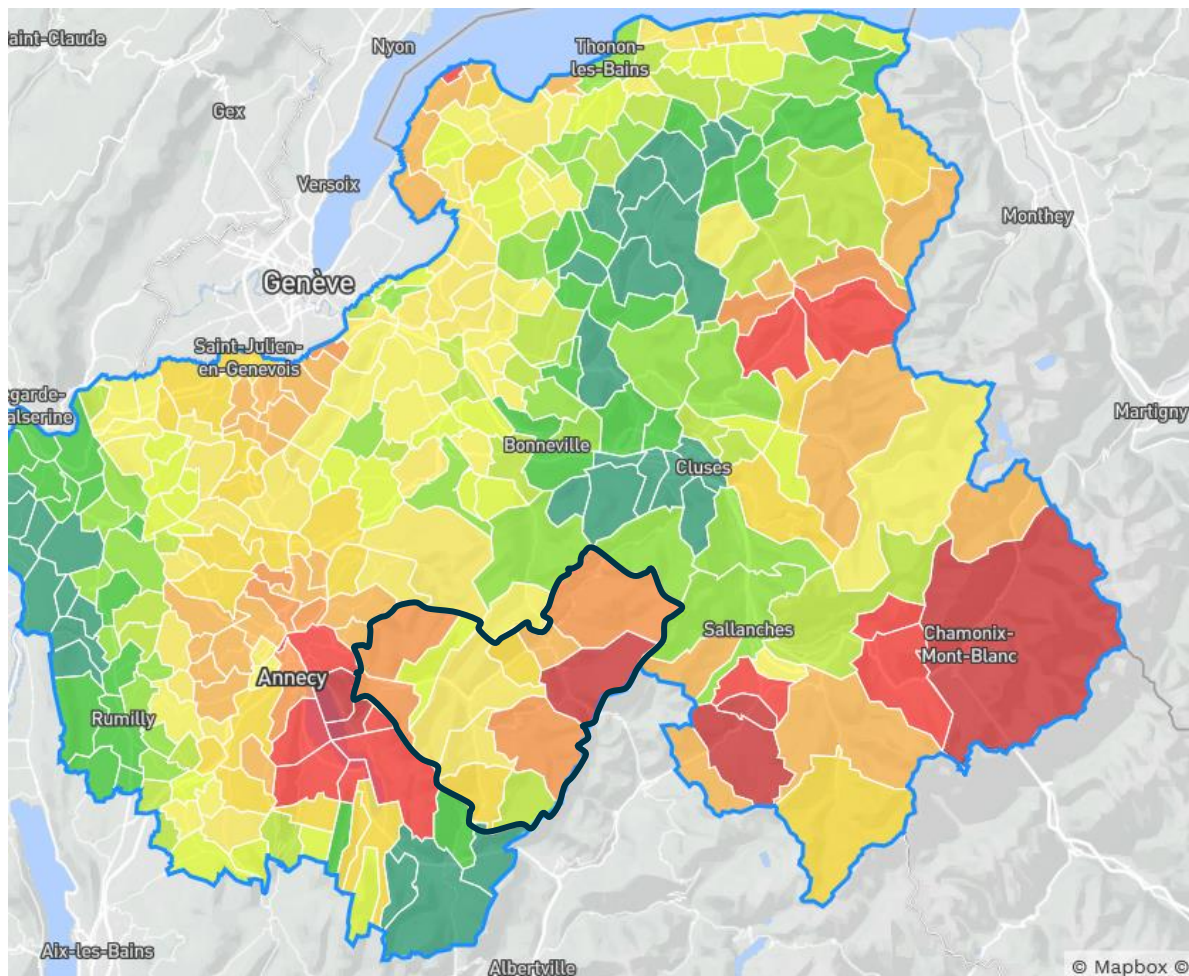 aint-Claude
Nyon
Thonon-
les-Bains
Gex
Versoix
Monthey
Genève
Saint-Julien-
en-Genevois
egarde-
alserine
Martigny
Bonneville
Cluses
Sallanches
Chamonix-
Mont-Blanc
Annecy
Rumilly
Aix-les-Bains
Albertville
© Mapbox ©